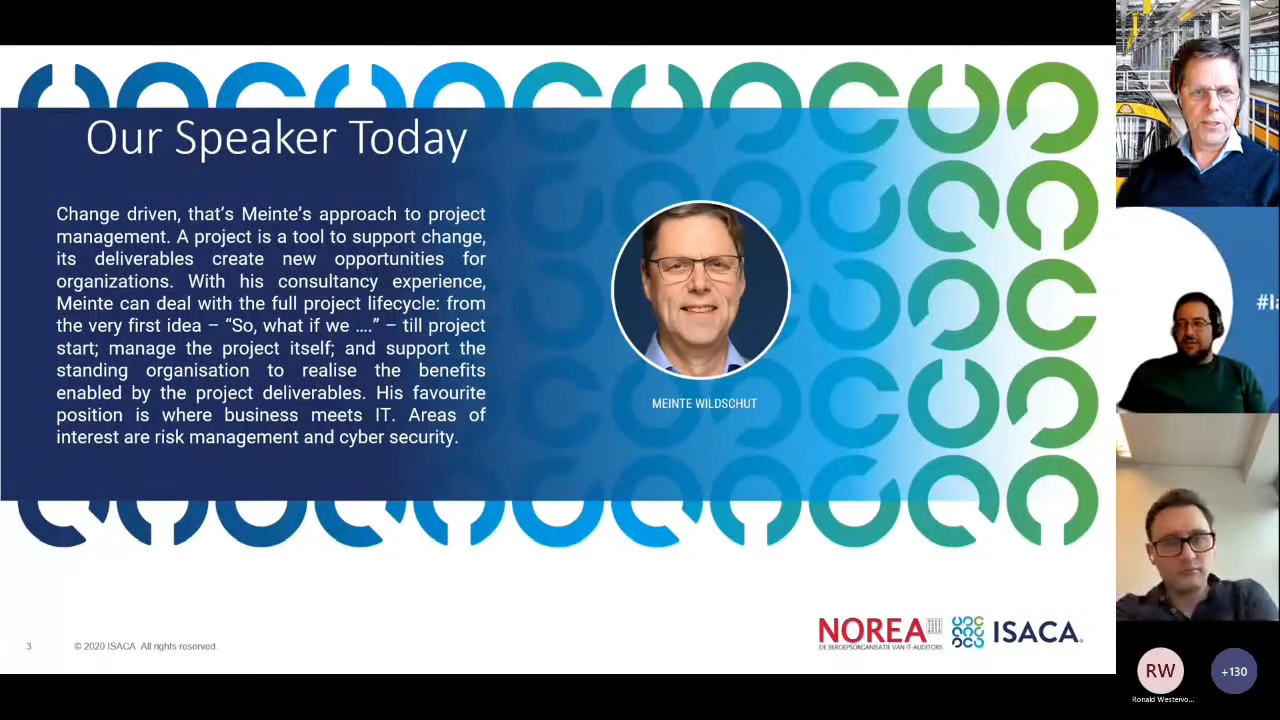 Our Speaker Today
Change driven, that’s Meinte’s approach to project
management. A project is a tool to support change,
its deliverables create new opportunities for
organizations. With his consultancy experience,
Meinte can deal with the full project lifecycle: from
the very first idea – “So, what if we ….” – till project
start; manage the project itself; and support the
standing organisation to realise the benefits
enabled by the project deliverables. His favourite
position is where business meets IT. Areas of
interest are risk management and cyber security.
MEINTE WILDSCHUT
3
© 2020 ISACA All rights reserved.
NOREA
DE BEROEPSORGANISATIE VAN IT-AUDITORS
ISACA®
RW
Ronald Westervo...
+130